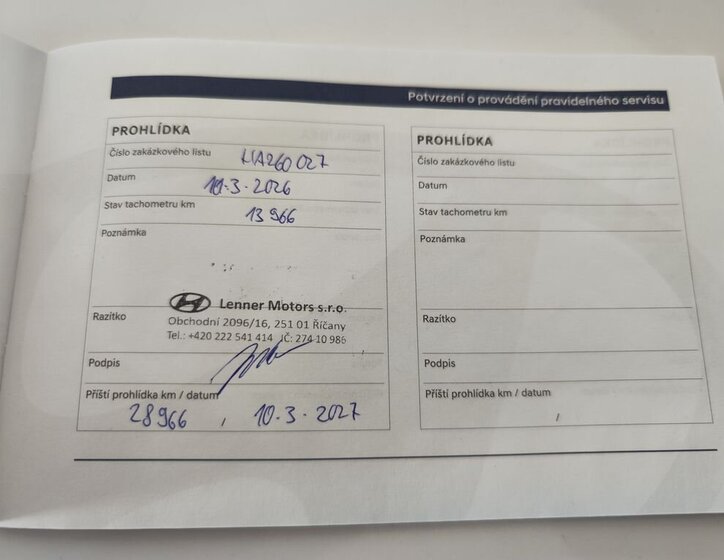 Potvrzení o provádění pravidelného servisu
PROHLÍDKA
Číslo zakázkového listu HA260027
Datum 10.3.2026
Stav tachometru km 13966
Poznámka
Razítko
Lenner Motors s.r.o.
Obchodní 2096/16, 251 01 Říčany
Tel.: +420 222 541 414 IČ: 274 10 986
Podpis
Příští prohlídka km / datum
28966 / 10.3.2027
PROHLÍDKA
Číslo zakázkového listu
Datum
Stav tachometru km
Poznámka
Razítko
Podpis
Příští prohlídka km / datum
/